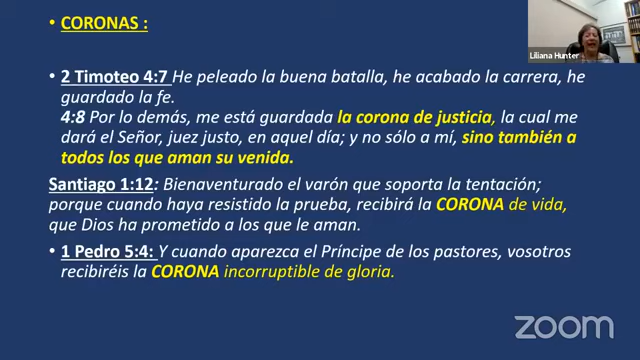 CORONAS :
Liliana Hunter
2 Timoteo 4:7 He peleado la buena batalla, he acabado la carrera, he
guardado la fe.
4:8 Por lo demás, me está guardada la corona de justicia, la cual me
dará el Señor, juez justo, en aquel día; y no sólo a mí, sino también a
todos los que aman su venida.
Santiago 1:12: Bienaventurado el varón que soporta la tentación;
porque cuando haya resistido la prueba, recibirá la CORONA de vida,
que Dios ha prometido a los que le aman.
1 Pedro 5:4: Y cuando aparezca el Príncipe de los pastores, vosotros
recibiréis la CORONA incorruptible de gloria.
zoom